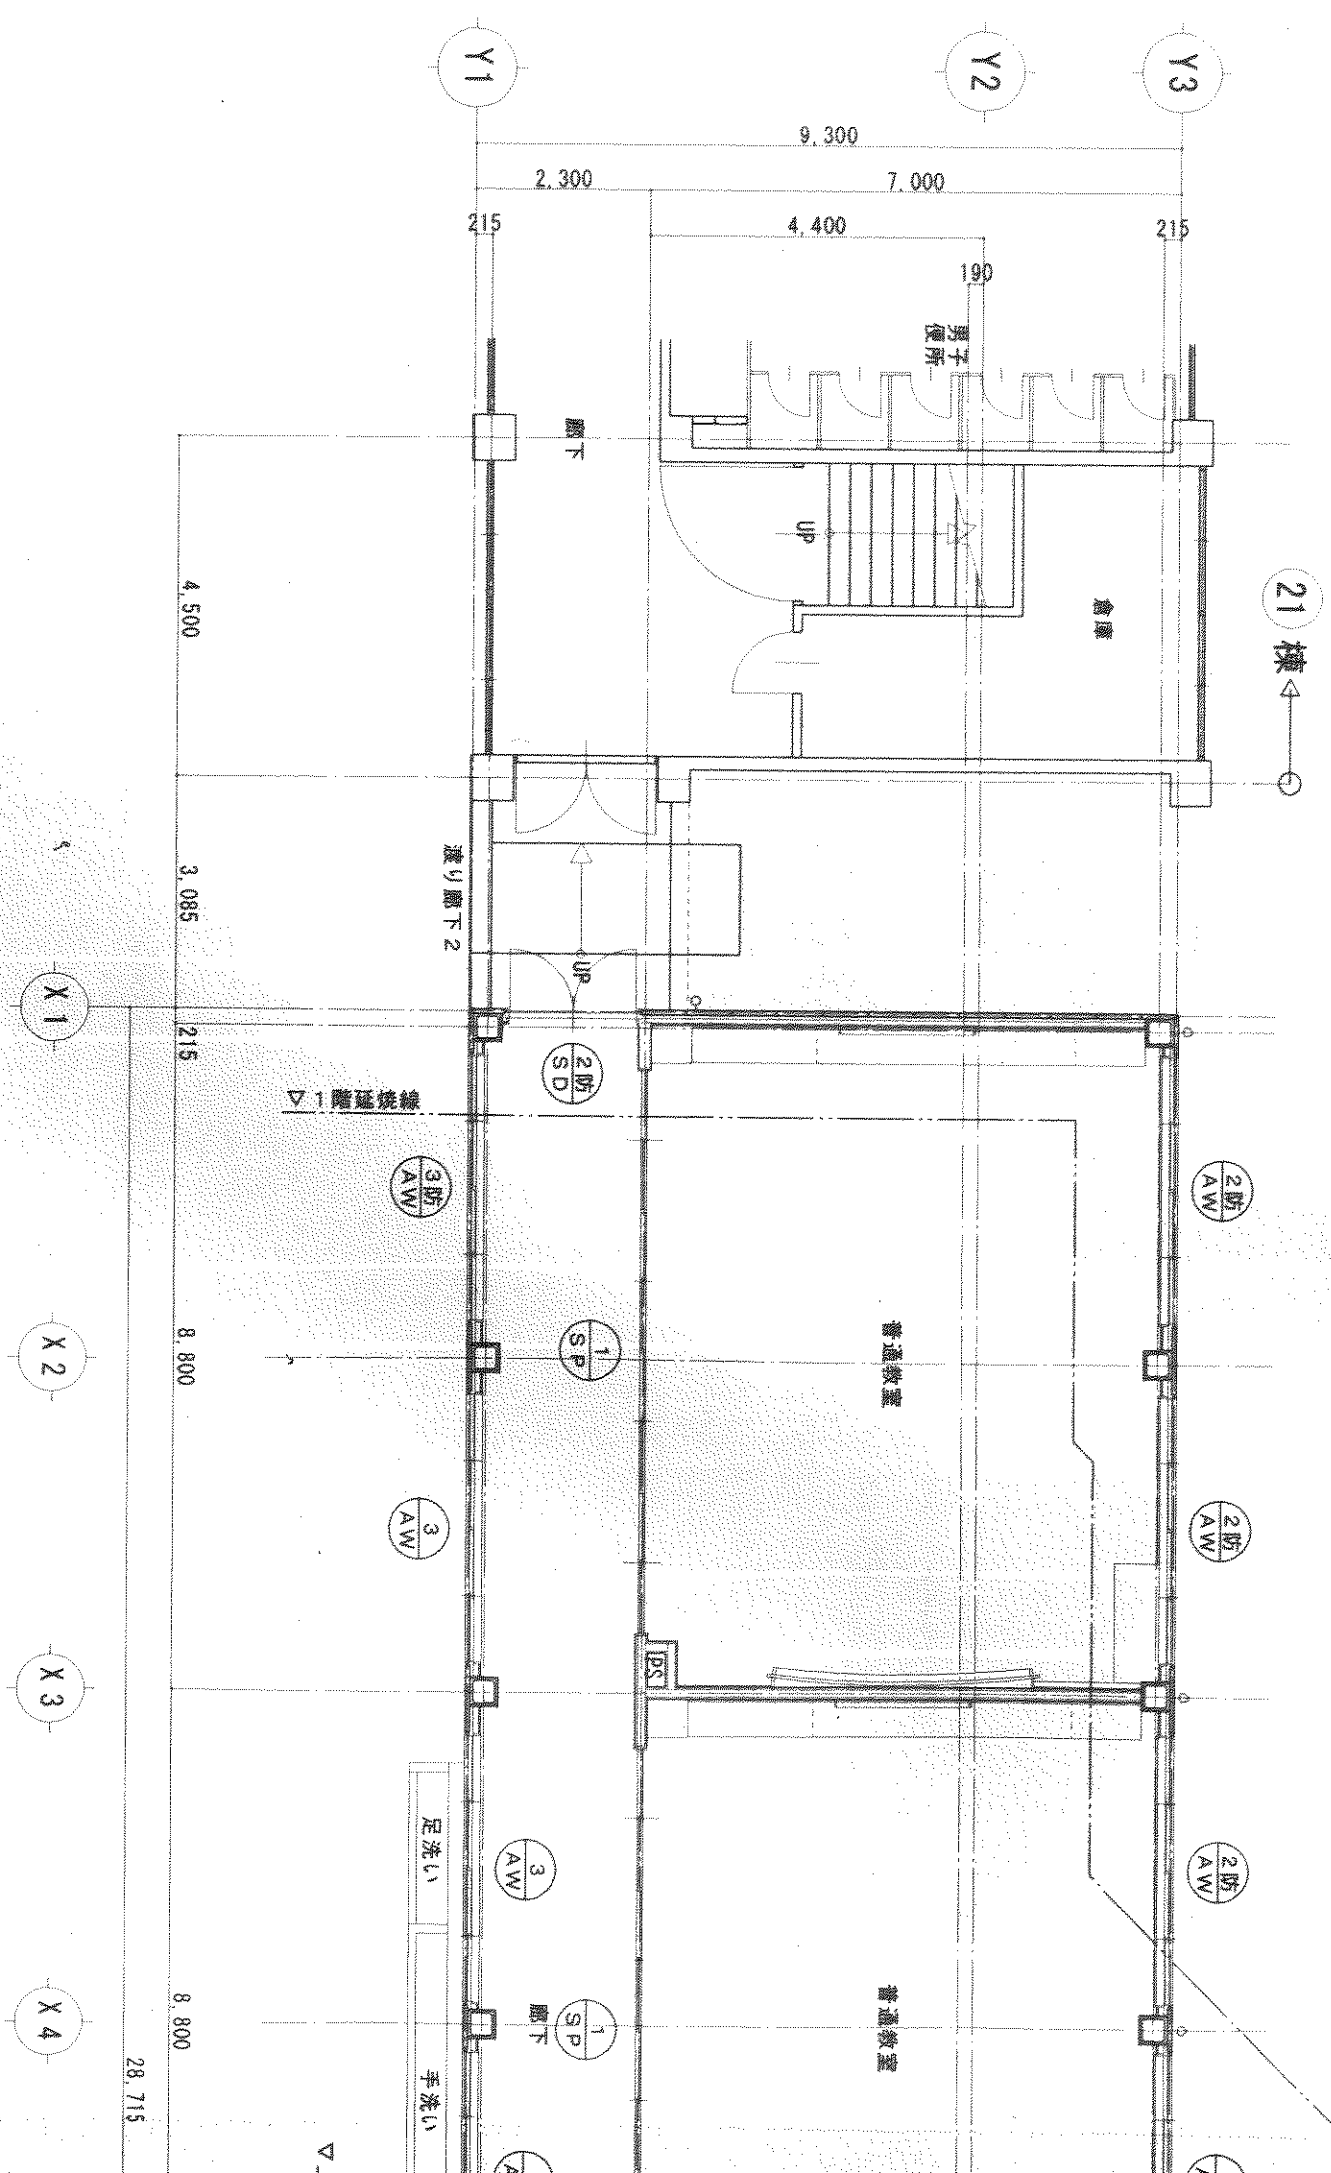 Y1
Y2
Y3
9,300
2,300
7,000
215
4,400
215
190
男子
便所
廊下
UP
倉庫
21 棟
4,500
3,085
渡り廊下2
UP
X1
215
2防
SD
▽1階延焼線
3防
AW
2防
AW
1
SP
普通教室
X2
8,800
3
AW
2防
AW
IPS
X3
足洗い
3
AW
2防
AW
廊下
1
SP
普通教室
X4
8,800
28,715
手洗い
▽